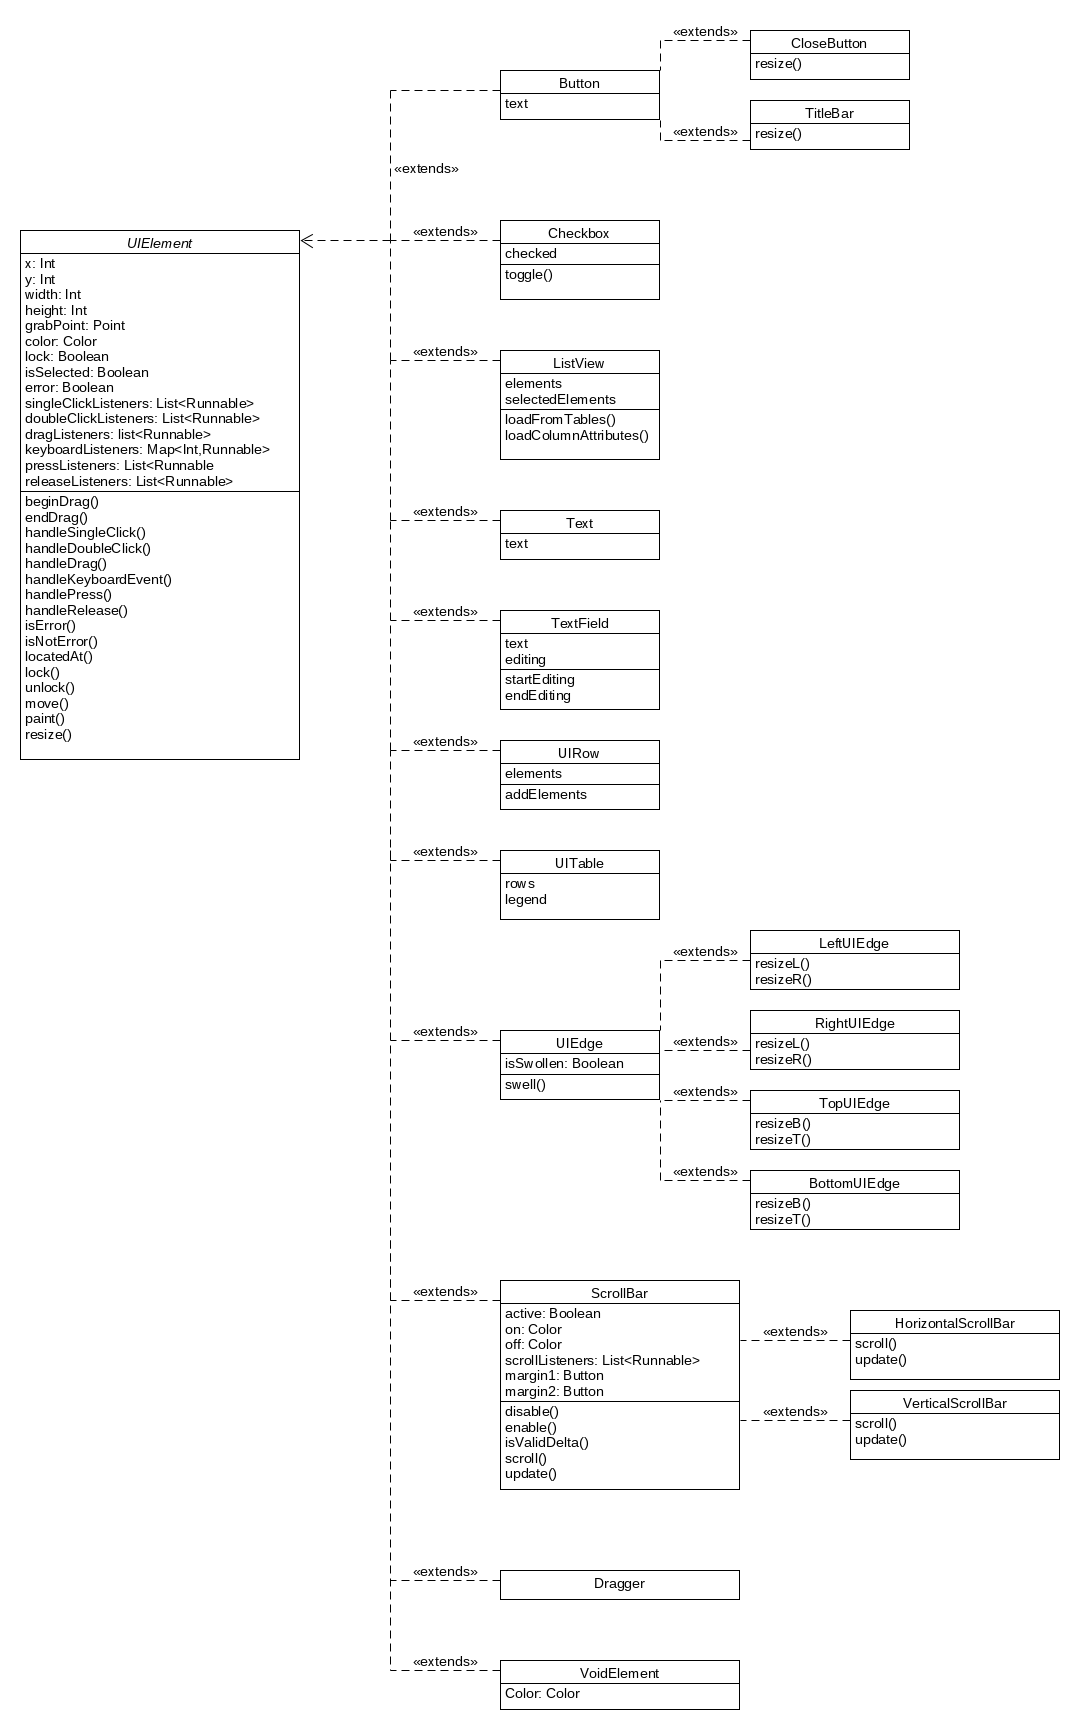 «extends»
CloseButton
resize()
Button
text
«extends»
TitleBar
resize()
«extends»
UIElement
x: Int
y: Int
width: Int
height: Int
grabPoint: Point
color: Color
lock: Boolean
isSelected: Boolean
error: Boolean
singleClickListeners: List<Runnable>
doubleClickListeners: List<Runnable>
dragListeners: list<Runnable>
keyboardListeners: Map<Int,Runnable>
pressListeners: List<Runnable
releaseListeners: List<Runnable>
beginDrag()
endDrag()
handleSingleClick()
handleDoubleClick()
handleDrag()
handleKeyboardEvent()
handlePress()
handleRelease()
isError()
isNotError()
locatedAt()
lock()
unlock()
move()
paint()
resize()
«extends»
Checkbox
checked
toggle()
«extends»
ListView
elements
selectedElements
loadFromTables()
loadColumnAttributes()
«extends»
Text
text
«extends»
TextField
text
editing
startEditing
endEditing
«extends»
UIRow
elements
addElements
«extends»
UITable
rows
legend
«extends»
UIEdge
isSwollen: Boolean
swell()
«extends»
LeftUIEdge
resizeL()
resizeR()
«extends»
RightUIEdge
resizeL()
resizeR()
«extends»
TopUIEdge
resizeB()
resizeT()
«extends»
BottomUIEdge
resizeB()
resizeT()
«extends»
ScrollBar
active: Boolean
on: Color
off: Color
scrollListeners: List<Runnable>
margin1: Button
margin2: Button
disable()
enable()
isValidDelta()
scroll()
update()
«extends»
HorizontalScrollBar
scroll()
update()
«extends»
VerticalScrollBar
scroll()
update()
«extends»
Dragger
«extends»
VoidElement
Color: Color